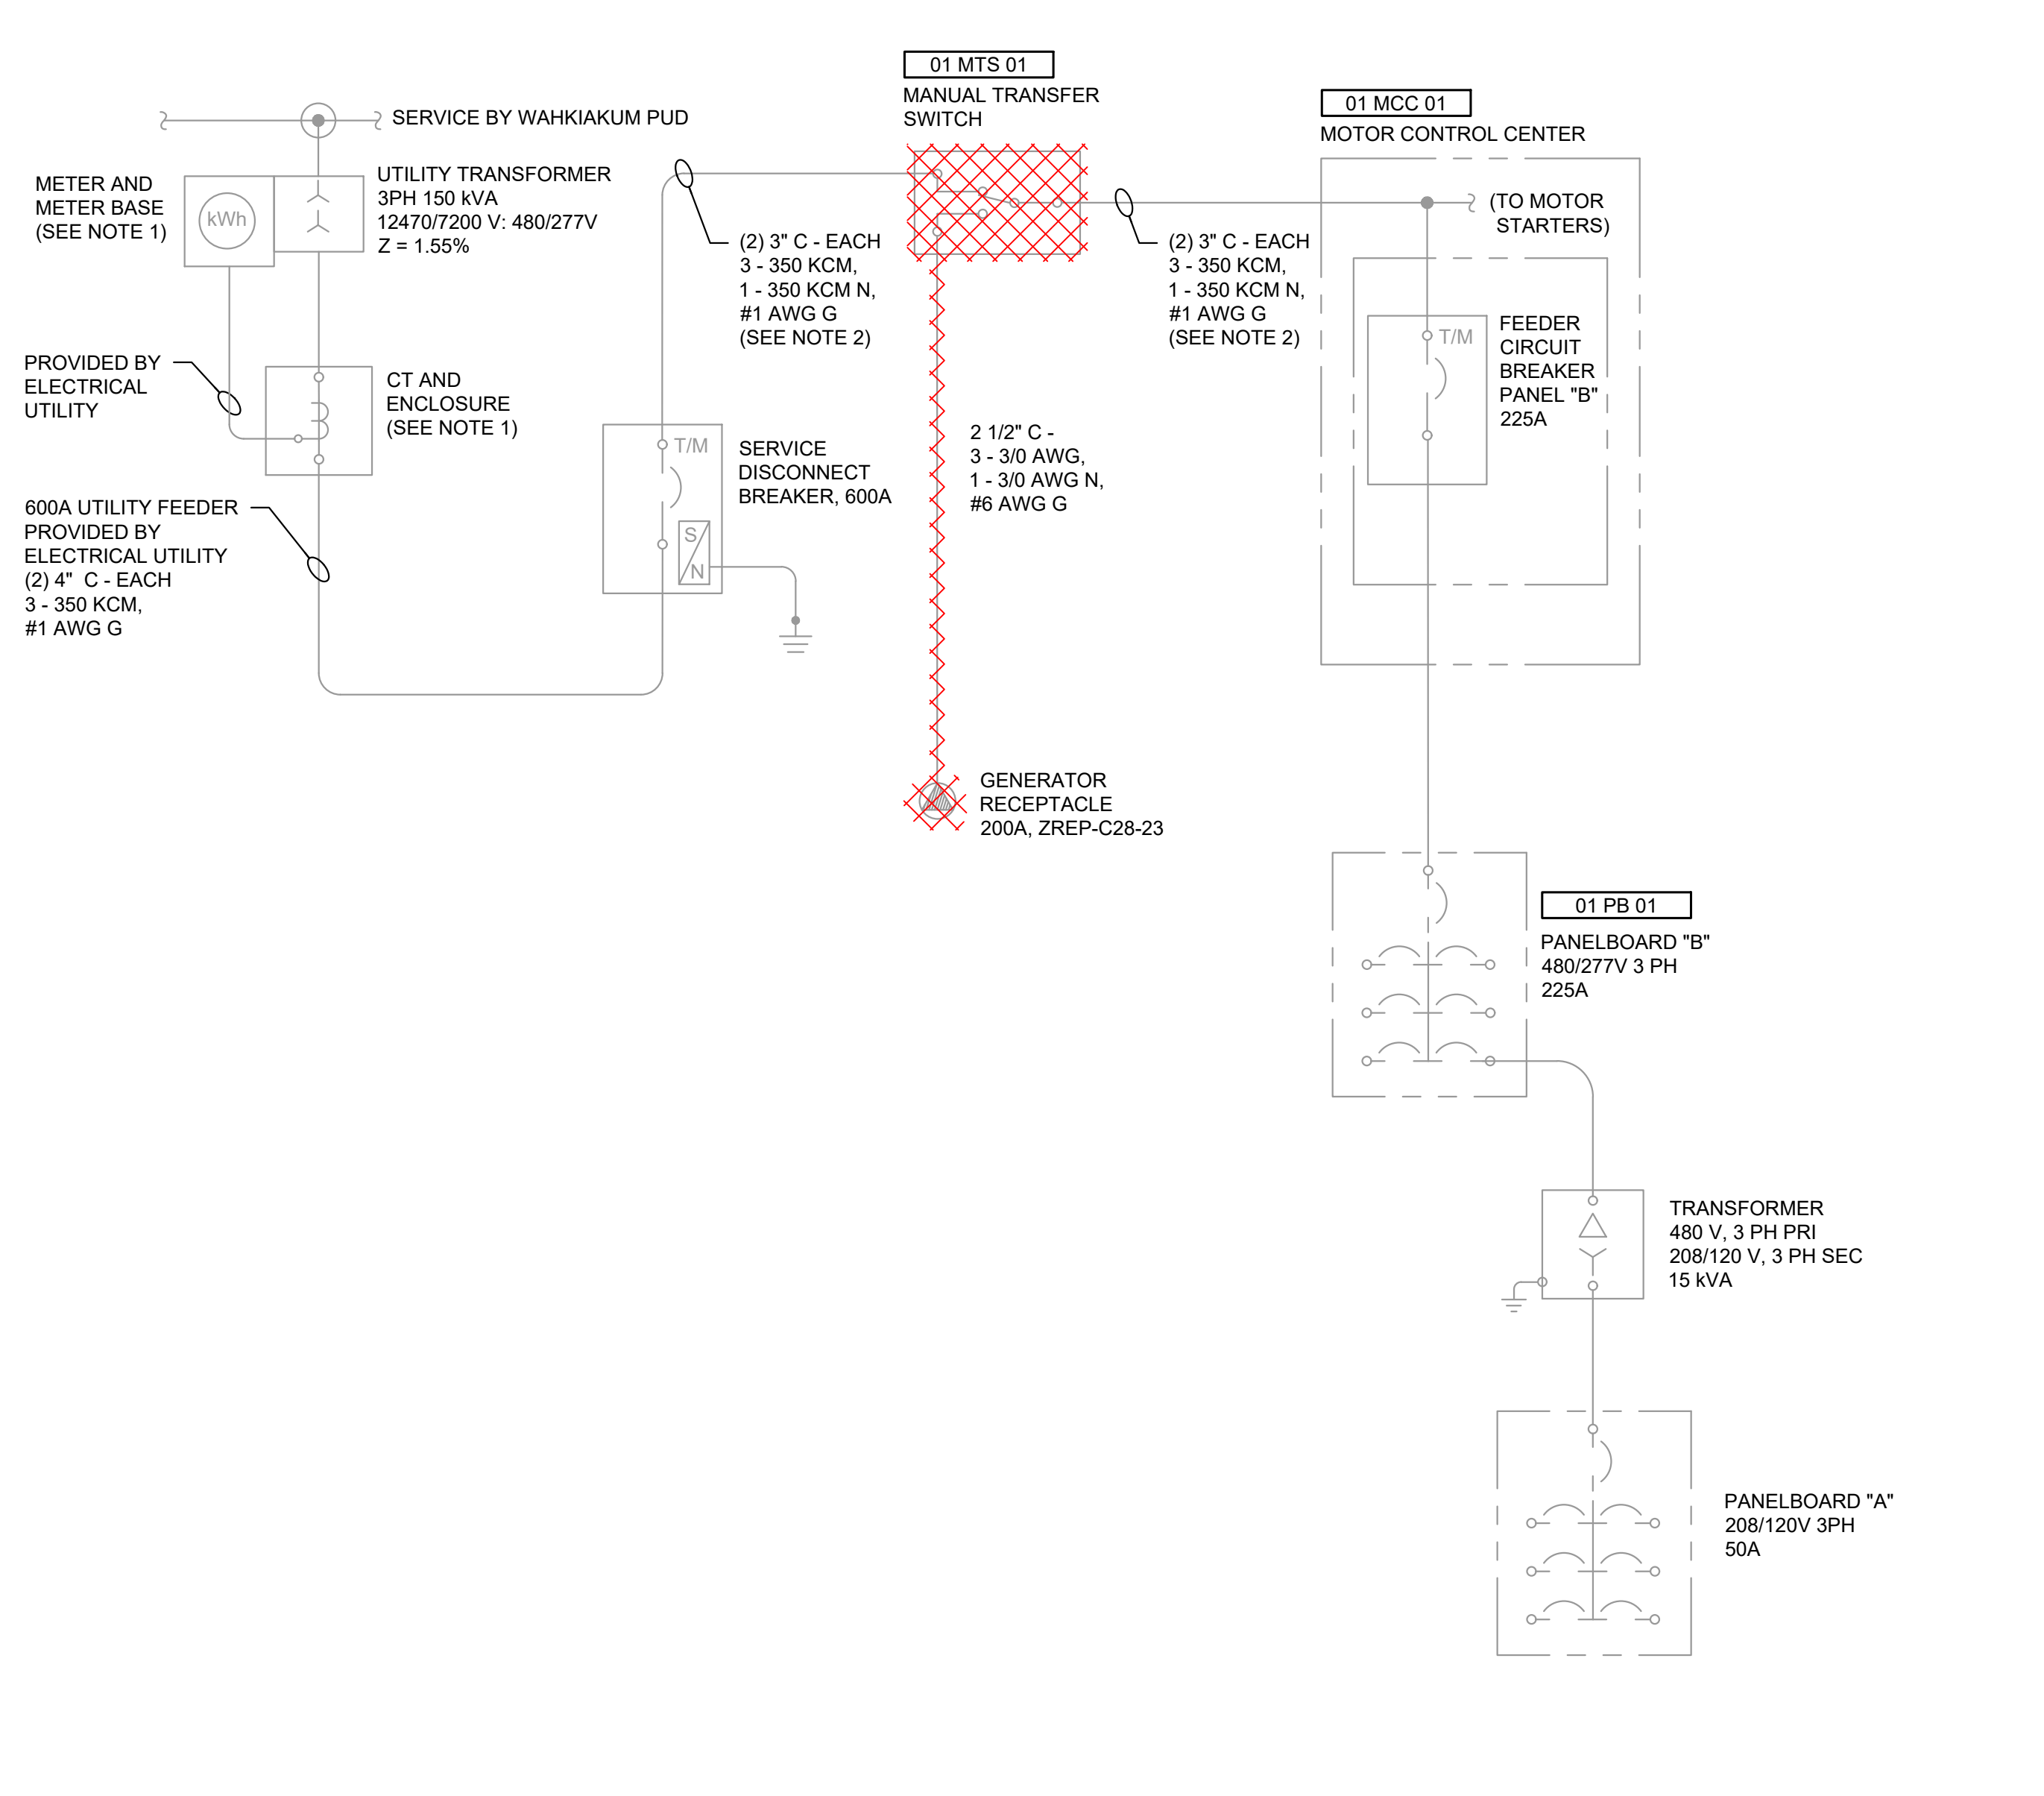 01 MTS 01
MANUAL TRANSFER
SWITCH
01 MCC 01
MOTOR CONTROL CENTER
SERVICE BY WAHKIAKUM PUD
METER AND
METER BASE
(SEE NOTE 1)
kWh
UTILITY TRANSFORMER
3PH 150 kVA
12470/7200 V: 480/277V
Z = 1.55%
(2) 3" C - EACH
3 - 350 KCM,
1 - 350 KCM N,
#1 AWG G
(SEE NOTE 2)
(2) 3" C - EACH
3 - 350 KCM,
1 - 350 KCM N,
#1 AWG G
(SEE NOTE 2)
(TO MOTOR
STARTERS)
T/M
FEEDER
CIRCUIT
BREAKER
PANEL "B"
225A
PROVIDED BY
ELECTRICAL
UTILITY
CT AND
ENCLOSURE
(SEE NOTE 1)
T/M
S
N
SERVICE
DISCONNECT
BREAKER, 600A
2 1/2" C -
3 - 3/0 AWG,
1 - 3/0 AWG N,
#6 AWG G
600A UTILITY FEEDER
PROVIDED BY
ELECTRICAL UTILITY
(2) 4" C - EACH
3 - 350 KCM,
#1 AWG G
GENERATOR
RECEPTACLE
200A, ZREP-C28-23
01 PB 01
PANELBOARD "B"
480/277V 3 PH
225A
TRANSFORMER
480 V, 3 PH PRI
208/120 V, 3 PH SEC
15 kVA
PANELBOARD "A"
208/120V 3PH
50A